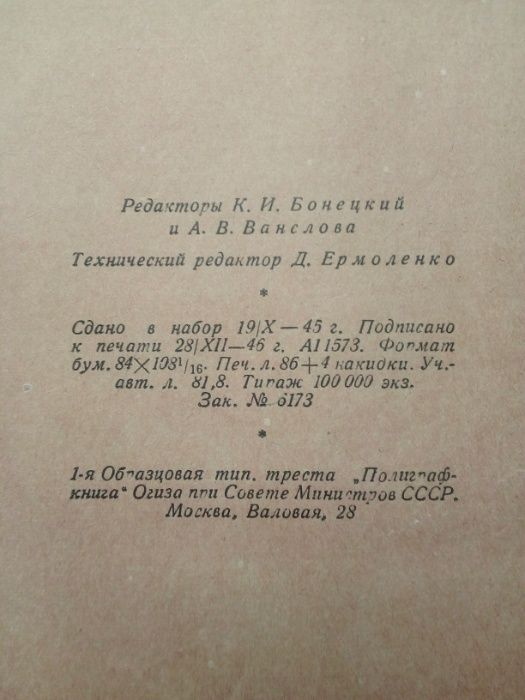 Редакторы К. И. Бонецкий
и А. В. Ванслова
Технический редактор Д. Ермоленко
*
Сдано в набор 19/X — 45 г. Подписано
к печати 28/XII—46 г. А11573. Формат
бум. 84×108¹/₁₆. Печ. л. 86+4 накидки. Уч.-
авт. л. 81,8. Тираж 100 000 экз.
Зак. № 6173
*
1-я Образцовая тип. треста „Полиграф-
книга“ Огиза при Совете Министров СССР.
Москва, Валовая, 28